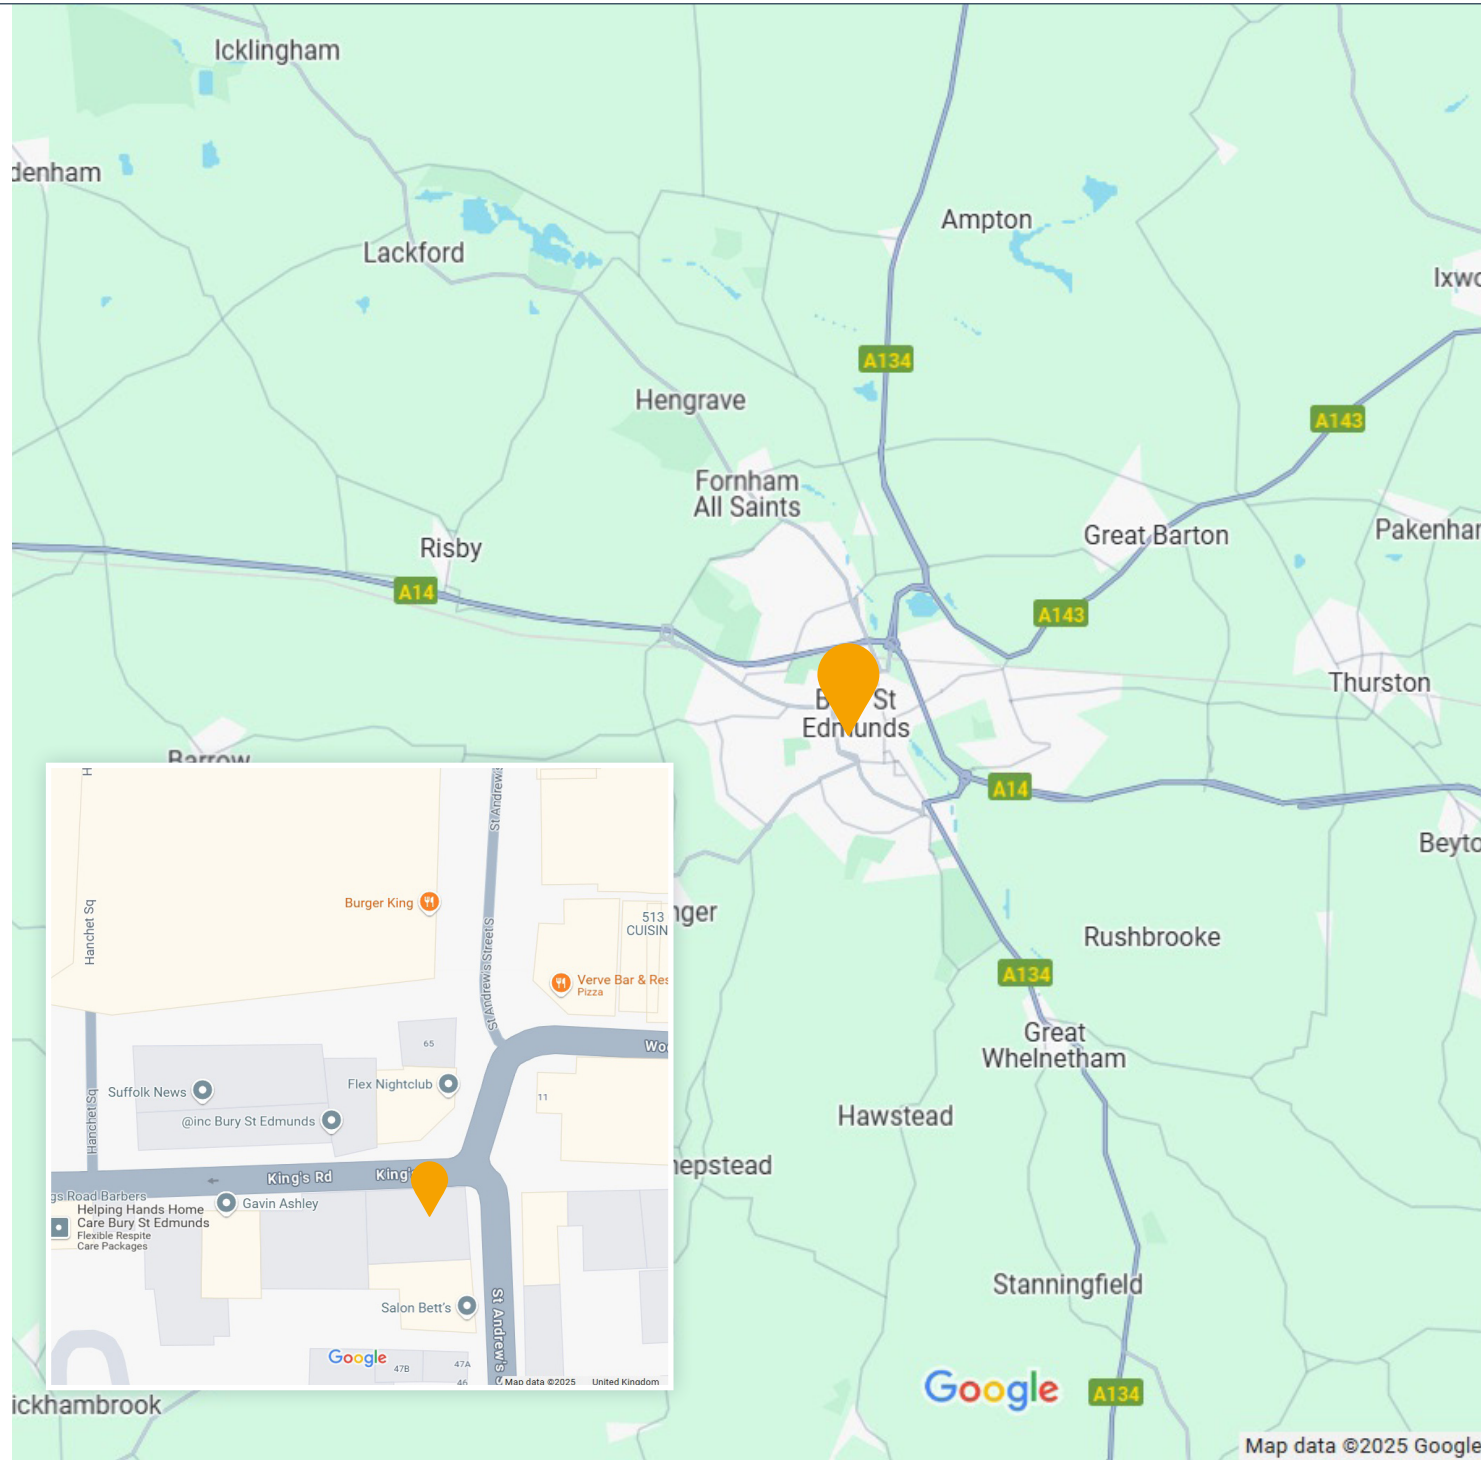 Icklingham
denham
Ampton
Lackford
Ixwo
A134
Hengrave
A143
Fornham
All Saints
Great Barton
Pakenhar
Risby
A14
A143
Thurston
St
Edmunds
Barrow
A14
Beyto
nger
Rushbrooke
A134
Great
Whelnetham
Hawstead
hepstead
Stanningfield
Google
A134
ickhambrook
Map data ©2025 Google
H
St Andrew's
Burger King
Hanchet Sq
513
CUISIN
St Andrew's Street S
Verve Bar & Res
Pizza
65
Wo
Flex Nightclub
Suffolk News
11
@inc Bury St Edmunds
Hanchet Sq
King's Rd
King's
gs Road Barbers
Gavin Ashley
Helping Hands Home
Care Bury St Edmunds
Flexible Respite
Care Packages
Salon Bett's
St Andrew's S
Google
47B
47A
46
Map data ©2025
United Kingdom